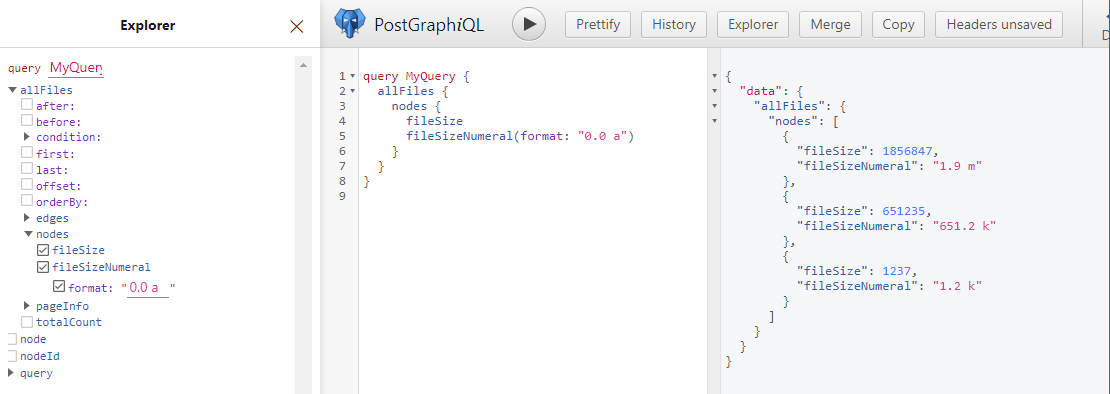 Explorer
query MyQuery
allFiles
after:
before:
condition:
first:
last:
offset:
orderBy:
edges
nodes
fileSize
fileSizeNumeral
format: "0.0 a"
pageInfo
totalCount
node
nodeId
query
PostGraphiQL
Prettify
History
Explorer
Merge
Copy
Headers unsaved
D
1 query MyQuery {
2 allFiles {
3 nodes {
4 fileSize
5 fileSizeNumeral(format: "0.0 a")
6 }
7 }
8 }
9
{
"data": {
"allFiles": {
"nodes": [
{
"fileSize": 1856847,
"fileSizeNumeral": "1.9 m"
},
{
"fileSize": 651235,
"fileSizeNumeral": "651.2 k"
},
{
"fileSize": 1237,
"fileSizeNumeral": "1.2 k"
}
]
}
}
}